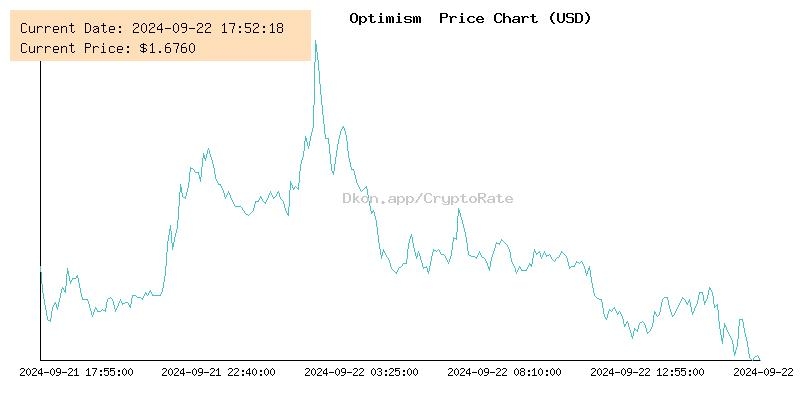 Optimism  Price Chart (USD)
Current Date: 2024-09-22 17:52:18
Current Price: $1.6760
Dkon.app/CryptoRate
2024-09-21 17:55:00 2024-09-21 22:40:00 2024-09-22 03:25:00 2024-09-22 08:10:00 2024-09-22 12:55:00 2024-09-22